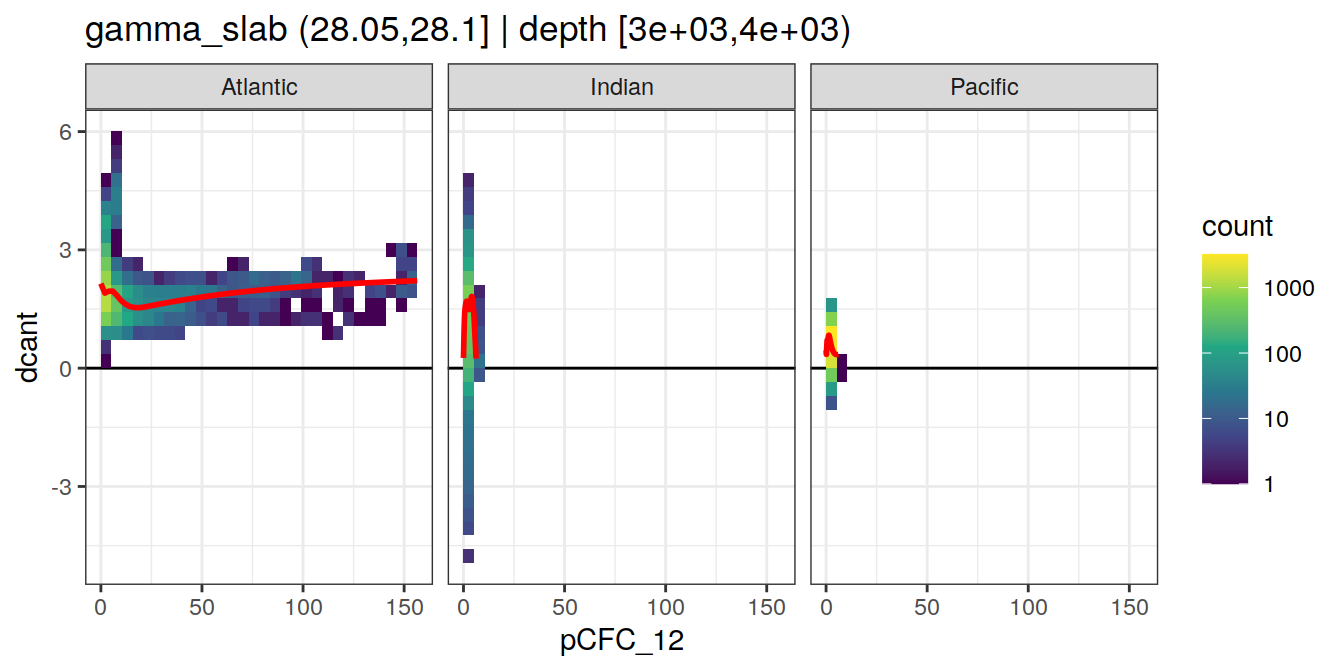 gamma_slab (28.05,28.1] | depth [3e+03,4e+03)
Atlantic Indian Pacific
6
3
0
-3
dcant
0 50 100 150 0 50 100 150 0 50 100 150
pCFC_12
count
1000
100
10
1